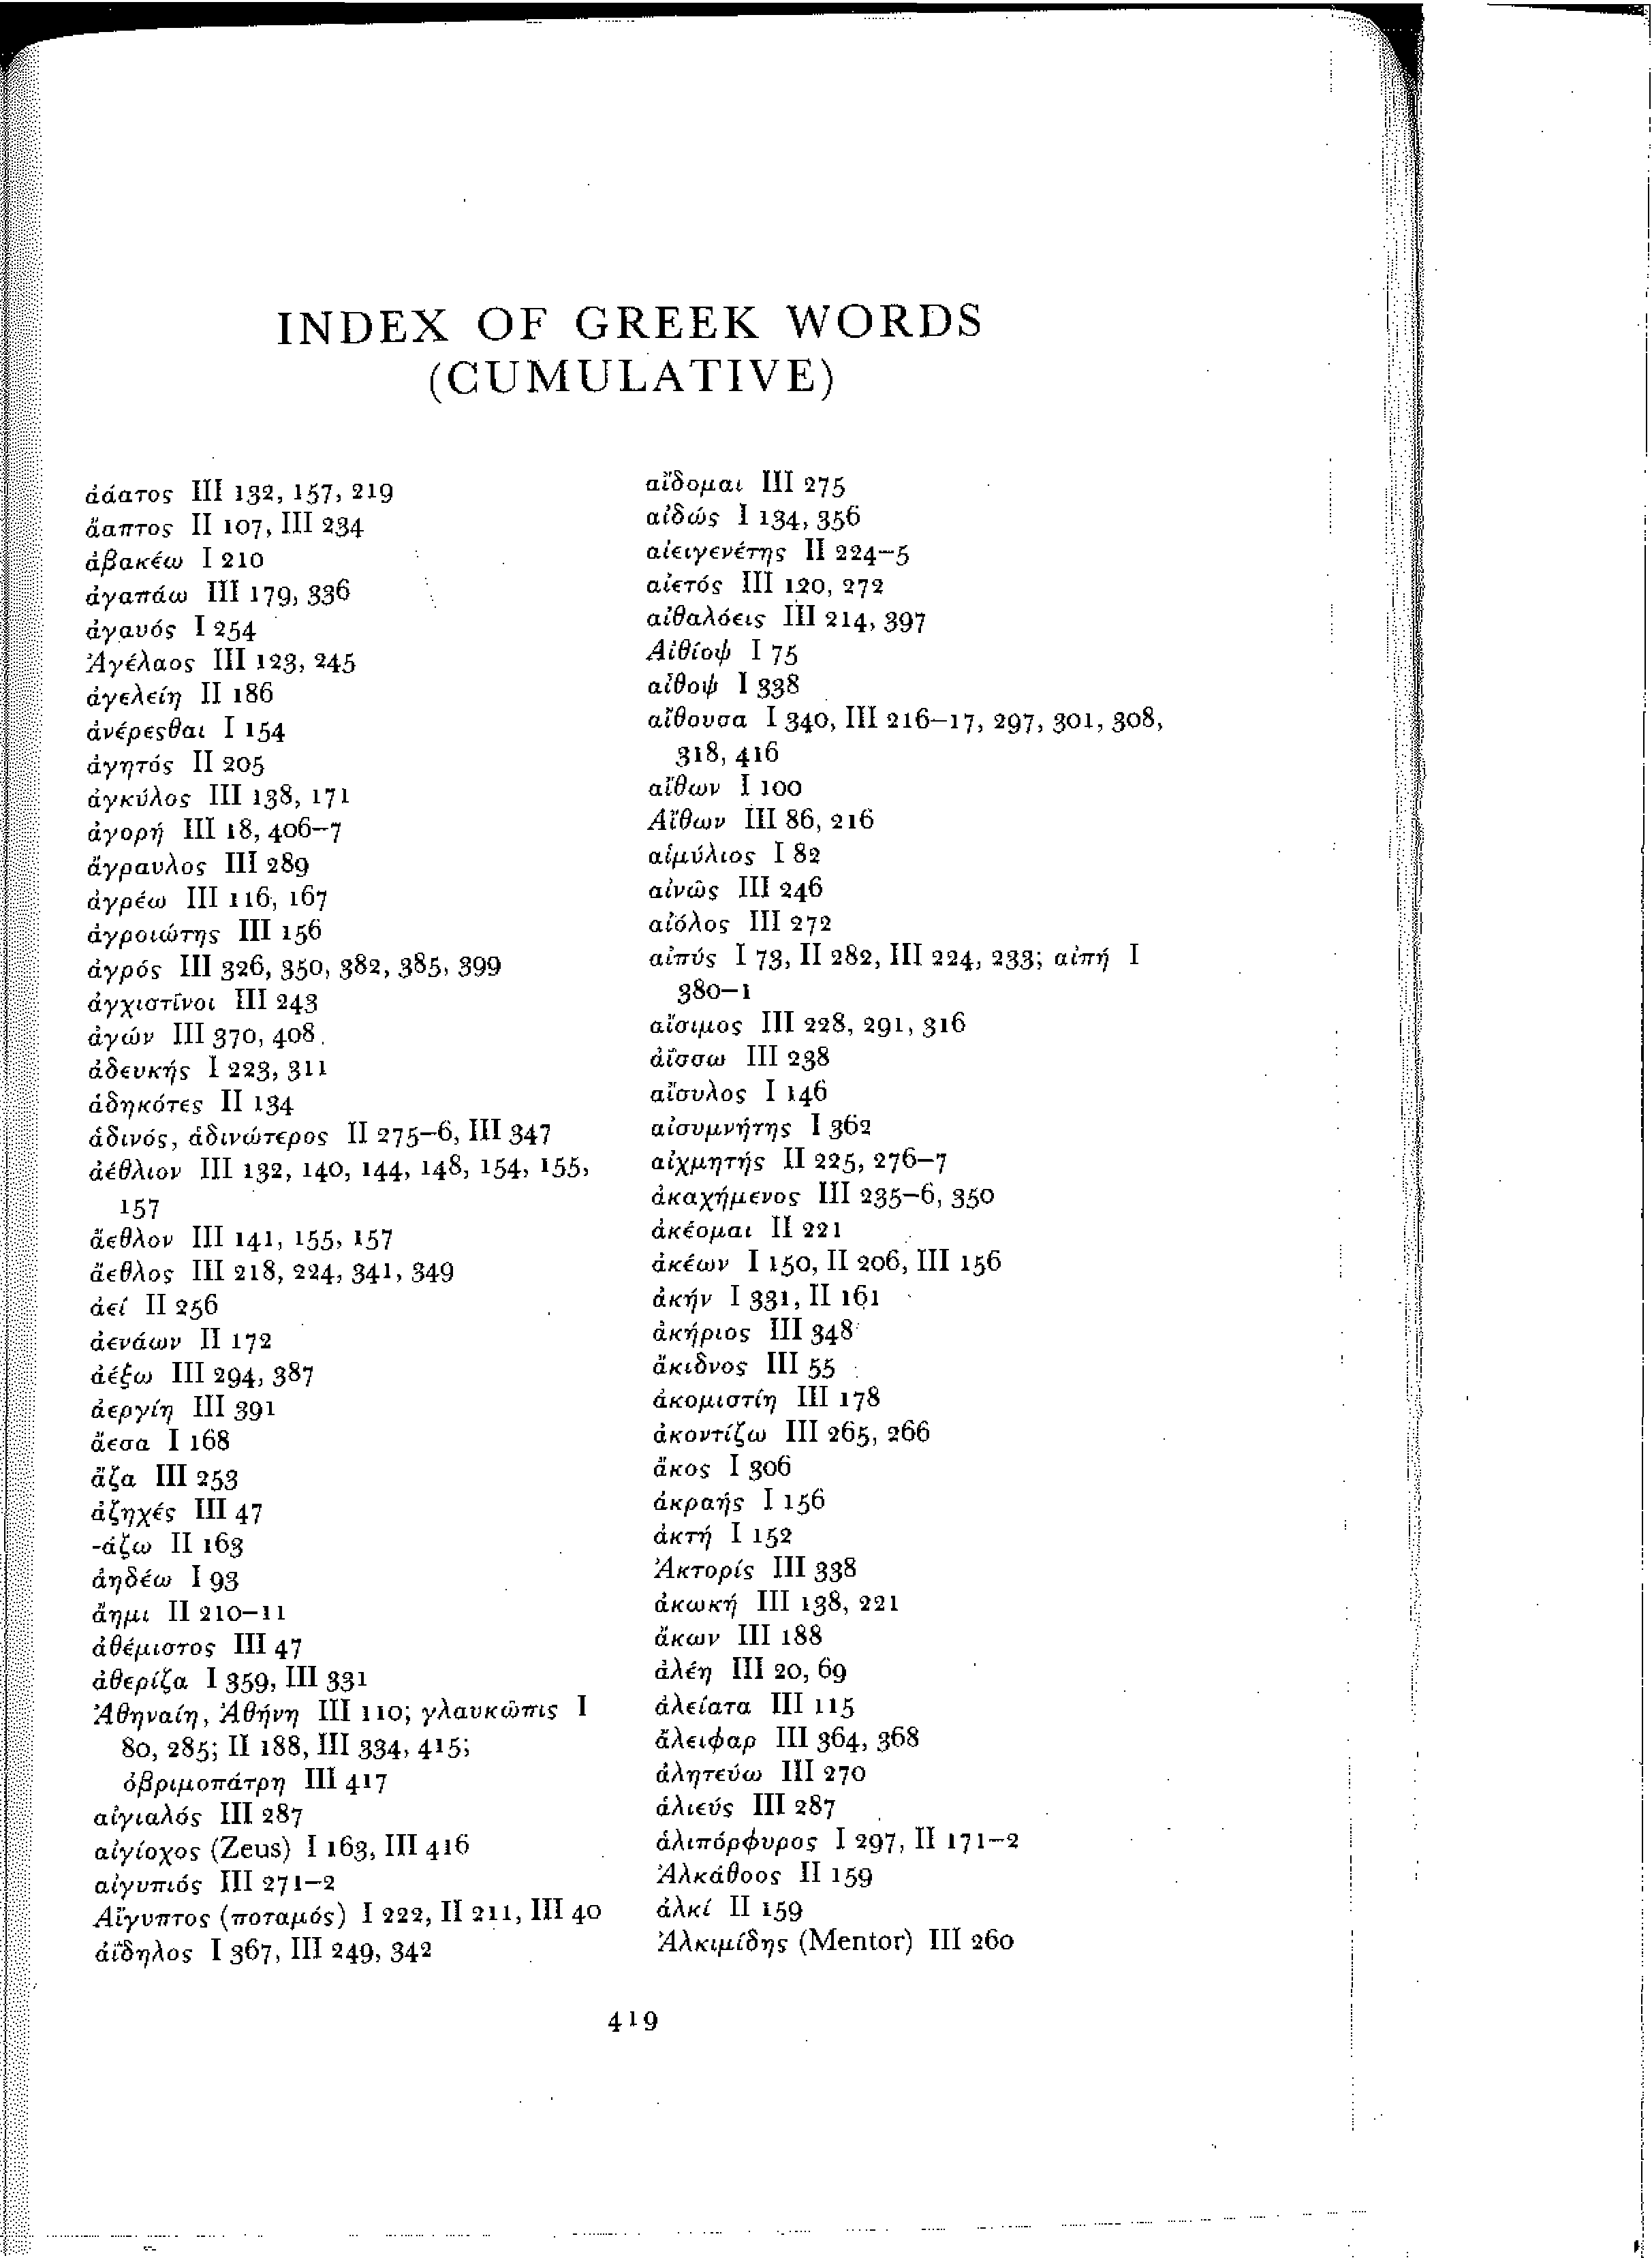 INDEX OF GREEK WORDS
(CUMULATIVE)
ἀάατος III 132, 157, 219
ἄαπτος II 107, III 234
ἀβακέω I 210
ἀγαπάω III 179, 336
ἀγαυός I 254
Ἀγέλαος III 123, 245
ἀγελείη II 186
ἀνέρεςθαι I 154
ἀγητός II 205
ἀγκύλος III 138, 171
ἀγορή III 18, 406–7
ἄγραυλος III 289
ἀγρέω III 116, 167
ἀγροιώτης III 156
ἀγρός III 326, 350, 382, 385, 399
ἀγχιστῖνοι III 243
ἀγών III 370, 408
ἀδευκής I 223, 311
ἀδηκότες II 134
ἁδινός, ἁδινώτερος II 275–6, III 347
ἀέθλιον III 132, 140, 144, 148, 154, 155,
157
ἄεθλον III 141, 155, 157
ἄεθλος III 218, 224, 341, 349
ἀεί II 256
ἀενάων II 172
ἀέξω III 294, 387
ἀεργίη III 391
ἄεσα I 168
ἄζα III 253
ἀζηχές III 47
-άζω II 163
ἀηδέω I 93
ἄημι II 210–11
ἀθέμιστος III 47
ἀθερίζα I 359, III 331
Ἀθηναίη, Ἀθήνη III 110; γλαυκῶπις I
80, 285; II 188, III 334, 415;
ὀβριμοπάτρη III 417
αἰγιαλός III 287
αἰγίοχος (Zeus) I 163, III 416
αἰγυπιός III 271–2
Αἴγυπτος (ποταμός) I 222, II 211, III 40
ἀΐδηλος I 367, III 249, 342
αἴδομαι III 275
αἰδώς I 134, 356
αἰειγενέτης II 224–5
αἰετός III 120, 272
αἰθαλόεις III 214, 397
Αἰθίοψ I 75
αἶθοψ I 338
αἴθουσα I 340, III 216–17, 297, 301, 308,
318, 416
αἴθων I 100
Αἴθων III 86, 216
αἱμύλιος I 82
αἰνῶς III 246
αἰόλος III 272
αἰπύς I 73, II 282, III 224, 233; αἰπή I
380–1
αἴσιμος III 228, 291, 316
ἀΐσσω III 238
αἴσυλος I 146
αἰσυμνήτης I 362
αἰχμητής II 225, 276–7
ἀκαχήμενος III 235–6, 350
ἀκέομαι II 221
ἀκέων I 150, II 206, III 156
ἀκήν I 331, II 161
ἀκήριος III 348
ἄκιδνος III 55
ἀκομιστίη III 178
ἀκοντίζω III 265, 266
ἄκος I 306
ἀκραής I 156
ἀκτή I 152
Ἀκτορίς III 338
ἀκωκή III 138, 221
ἄκων III 188
ἀλέη III 20, 69
ἀλείατα III 115
ἄλειφαρ III 364, 368
ἀλητεύω III 270
ἁλιεύς III 287
ἁλιπόρφυρος I 297, II 171–2
Ἀλκάθοος II 159
ἀλκί II 159
Ἀλκιμίδης (Mentor) III 260
419